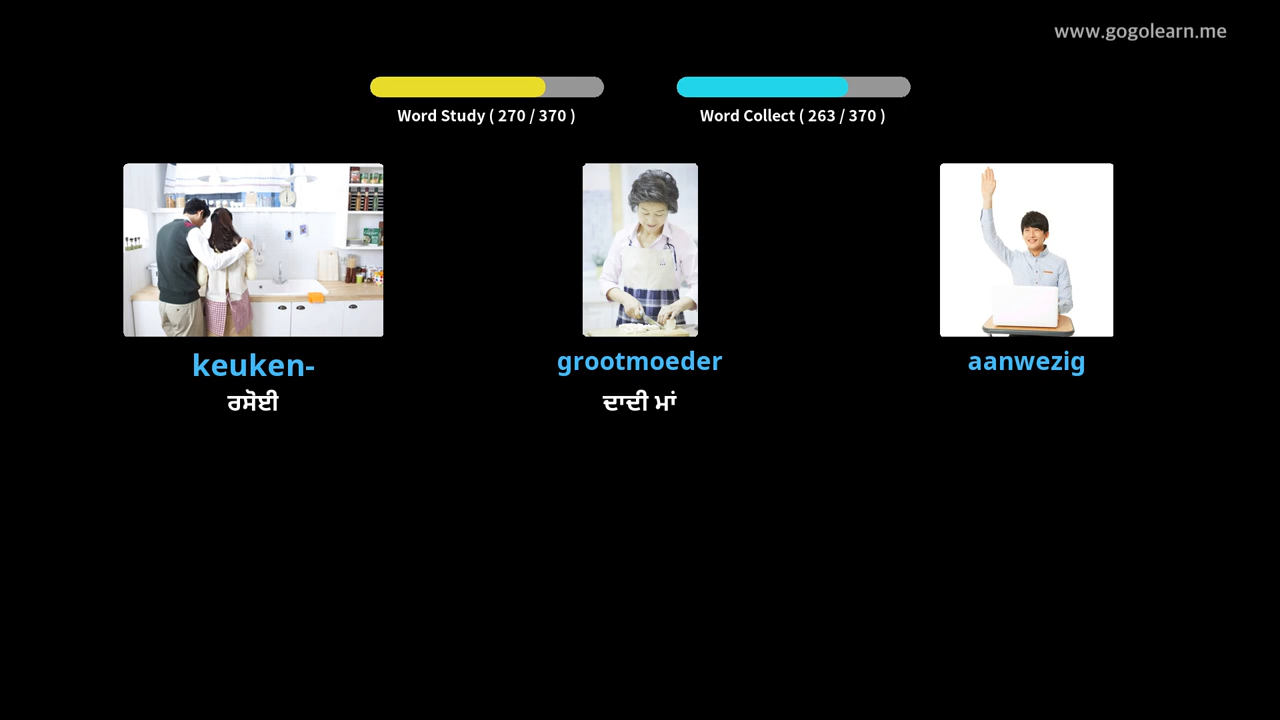 www.gogolearn.me
Word Study ( 270 / 370 )
Word Collect ( 263 / 370 )
keuken-
ਰਸੋਈ
grootmoeder
ਦਾਦੀ ਮਾਂ
aanwezig